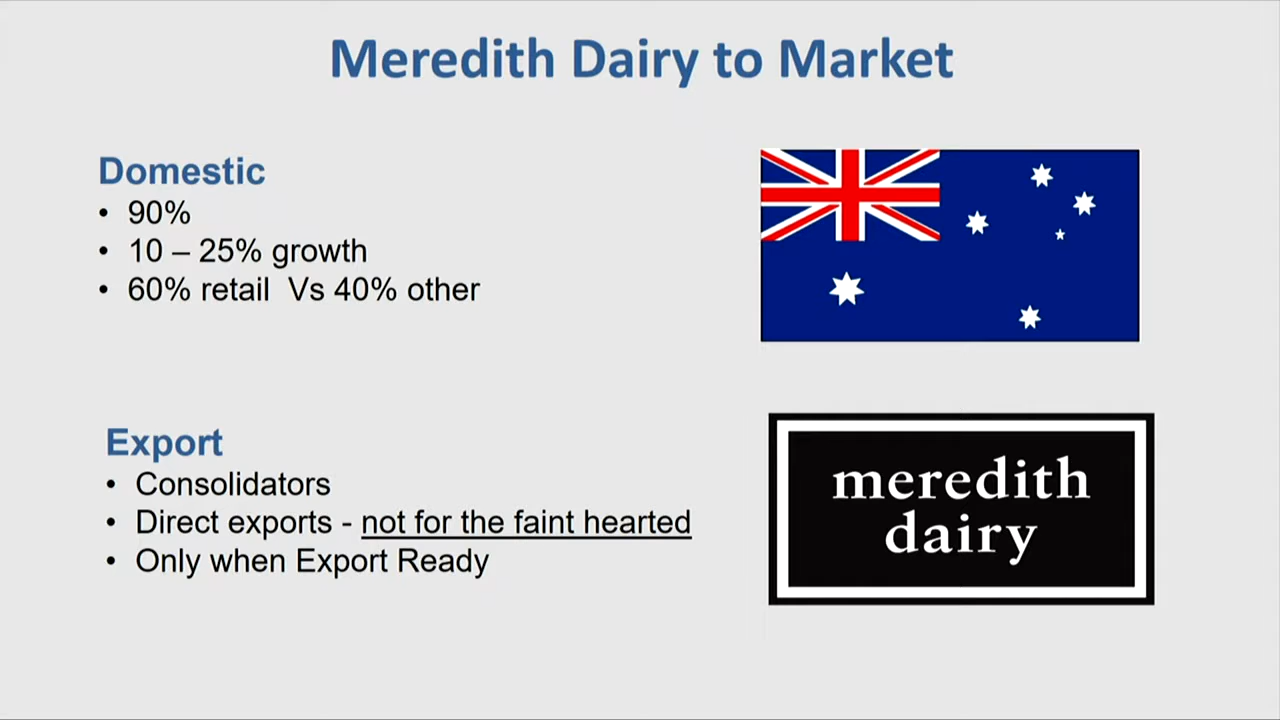 Meredith Dairy to Market
Domestic
• 90%
• 10 – 25% growth
• 60% retail  Vs 40% other
Export
• Consolidators
• Direct exports - not for the faint hearted
• Only when Export Ready
meredith
dairy